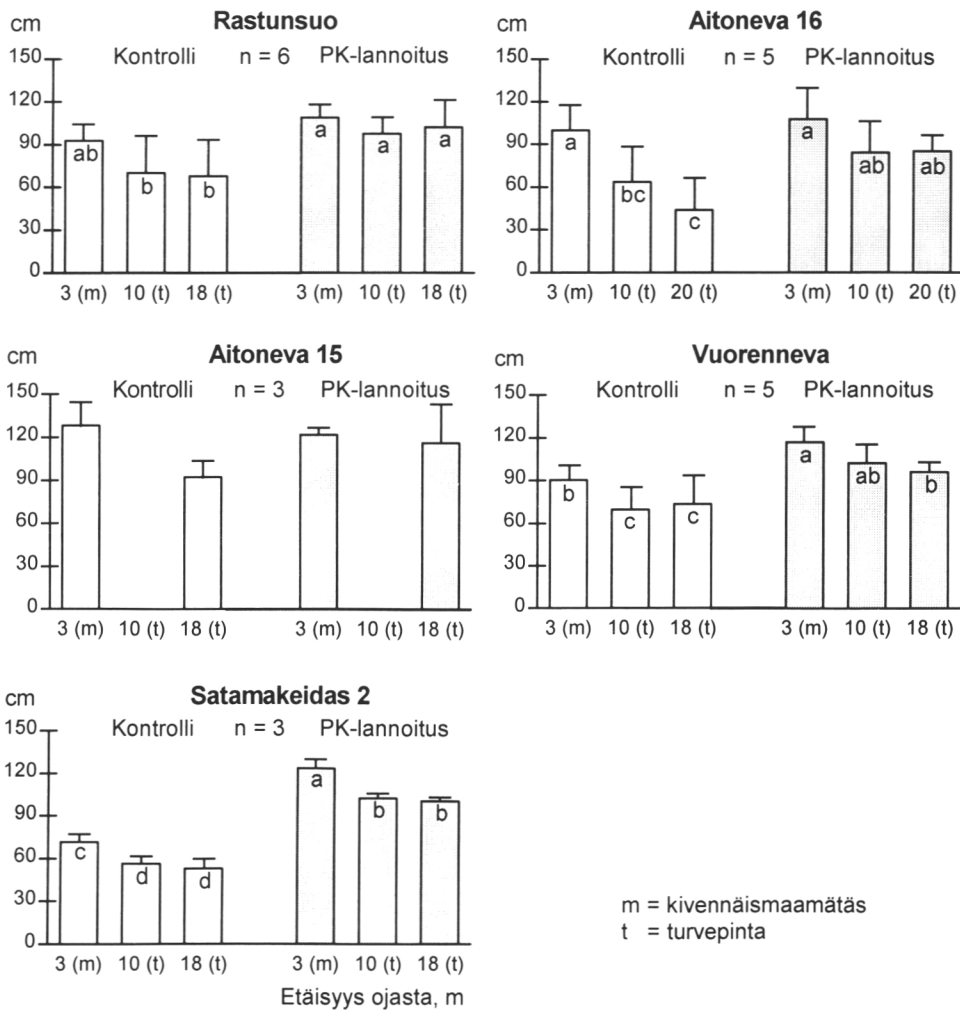 Rastunsuo
cm
Kontrolli n = 6 PK-lannoitus
150
120
90
60
30
0
ab
b
b
a
a
a
3 (m) 10 (t) 18 (t) 3 (m) 10 (t) 18 (t)
Aitoneva 16
cm
Kontrolli n = 5 PK-lannoitus
150
120
90
60
30
0
a
bc
c
a
ab
ab
3 (m) 10 (t) 20 (t) 3 (m) 10 (t) 20 (t)
Aitoneva 15
cm
Kontrolli n = 3 PK-lannoitus
150
120
90
60
30
0
3 (m) 10 (t) 18 (t) 3 (m) 10 (t) 18 (t)
Vuorenneva
cm
Kontrolli n = 5 PK-lannoitus
150
120
90
60
30
0
b
c
c
a
ab
b
3 (m) 10 (t) 18 (t) 3 (m) 10 (t) 18 (t)
Satamakeidas 2
cm
Kontrolli n = 3 PK-lannoitus
150
120
90
60
30
0
c
d
d
a
b
b
3 (m) 10 (t) 18 (t) 3 (m) 10 (t) 18 (t)
Etäisyys ojasta, m
m = kivennäismaamätäs
t = turvepinta